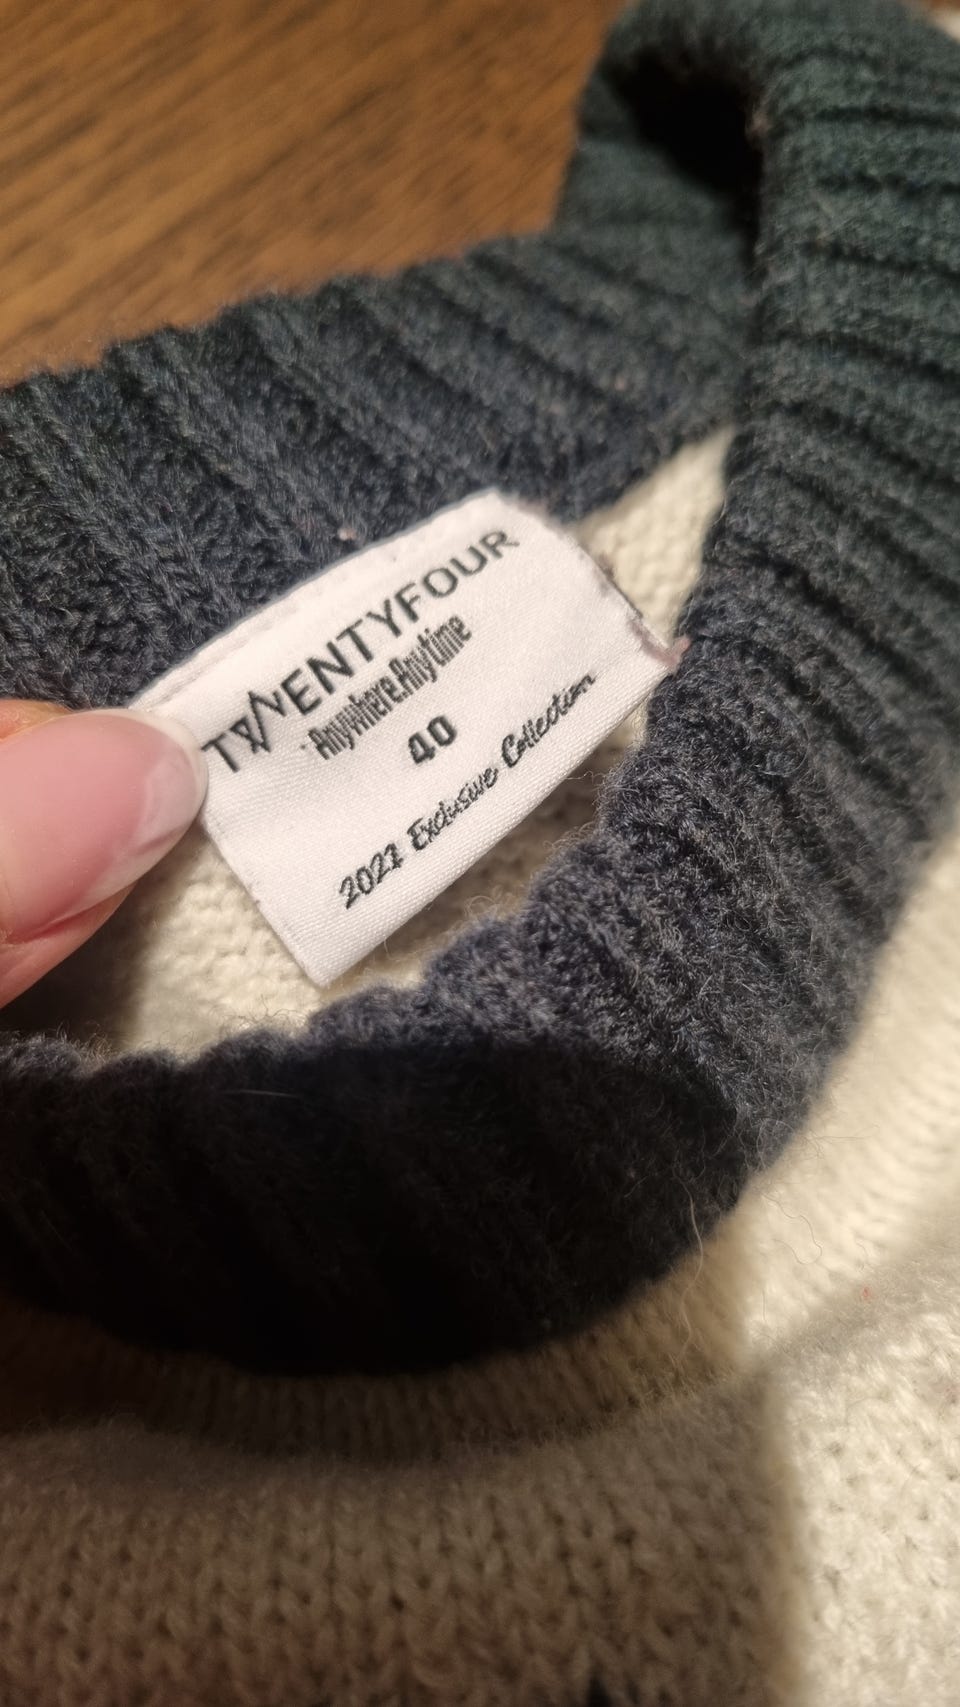 TWENTYFOUR
Anywhere.Anytime
40
2021 Exclusive Collection